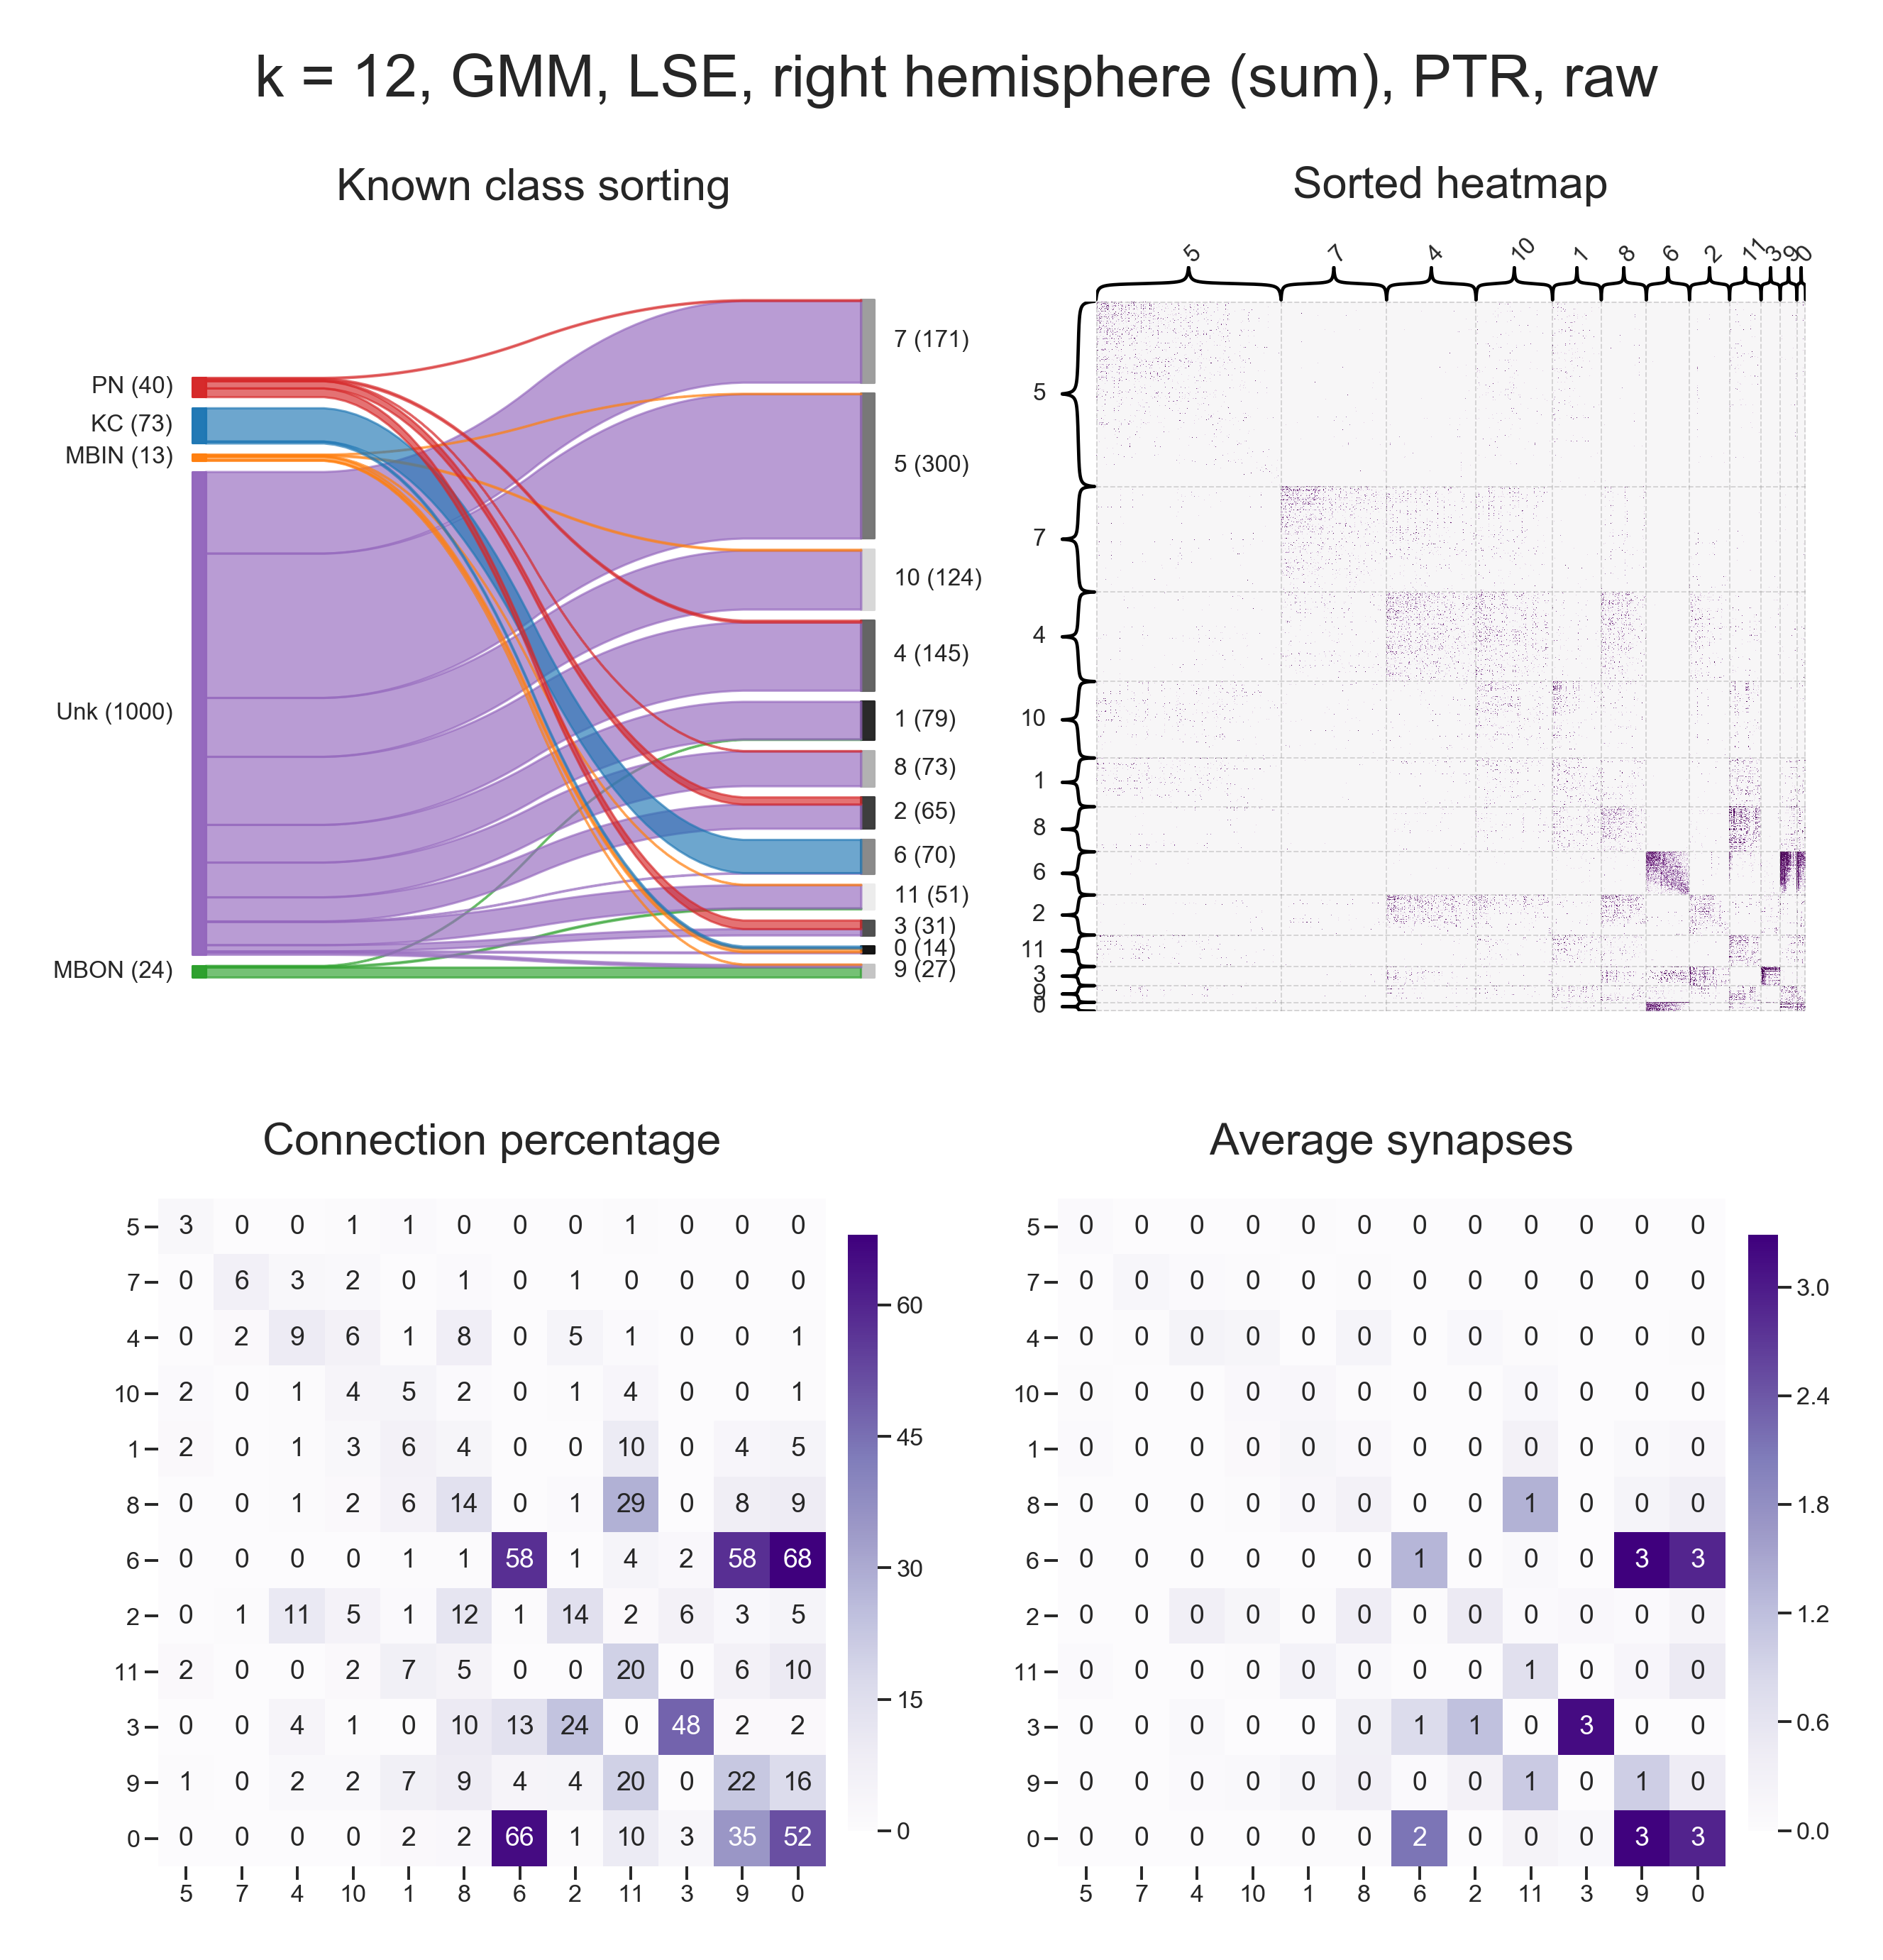 k = 12, GMM, LSE, right hemisphere (sum), PTR, raw
Known class sorting
PN (40)
KC (73)
MBIN (13)
Unk (1000)
MBON (24)
7 (171)
5 (300)
10 (124)
4 (145)
1 (79)
8 (73)
2 (65)
6 (70)
11 (51)
3 (31)
0 (14)
9 (27)
Sorted heatmap
5 7 4 10 1 8 6 2 11 3 9 0
5
7
4
10
1
8
6
2
11
3
9
0
Connection percentage
5 3 0 0 1 1 0 0 0 1 0 0 0
7 0 6 3 2 0 1 0 1 0 0 0 0
4 0 2 9 6 1 8 0 5 1 0 0 1
10 2 0 1 4 5 2 0 1 4 0 0 1
1 2 0 1 3 6 4 0 0 10 0 4 5
8 0 0 1 2 6 14 0 1 29 0 8 9
6 0 0 0 0 1 1 58 1 4 2 58 68
2 0 1 11 5 1 12 1 14 2 6 3 5
11 2 0 0 2 7 5 0 0 20 0 6 10
3 0 0 4 1 0 10 13 24 0 48 2 2
9 1 0 2 2 7 9 4 4 20 0 22 16
0 0 0 0 0 2 2 66 1 10 3 35 52
5 7 4 10 1 8 6 2 11 3 9 0
60
45
30
15
0
Average synapses
5 0 0 0 0 0 0 0 0 0 0 0 0
7 0 0 0 0 0 0 0 0 0 0 0 0
4 0 0 0 0 0 0 0 0 0 0 0 0
10 0 0 0 0 0 0 0 0 0 0 0 0
1 0 0 0 0 0 0 0 0 0 0 0 0
8 0 0 0 0 0 0 0 0 1 0 0 0
6 0 0 0 0 0 0 1 0 0 0 3 3
2 0 0 0 0 0 0 0 0 0 0 0 0
11 0 0 0 0 0 0 0 0 1 0 0 0
3 0 0 0 0 0 0 1 1 0 3 0 0
9 0 0 0 0 0 0 0 0 1 0 1 0
0 0 0 0 0 0 0 2 0 0 0 3 3
5 7 4 10 1 8 6 2 11 3 9 0
3.0
2.4
1.8
1.2
0.6
0.0